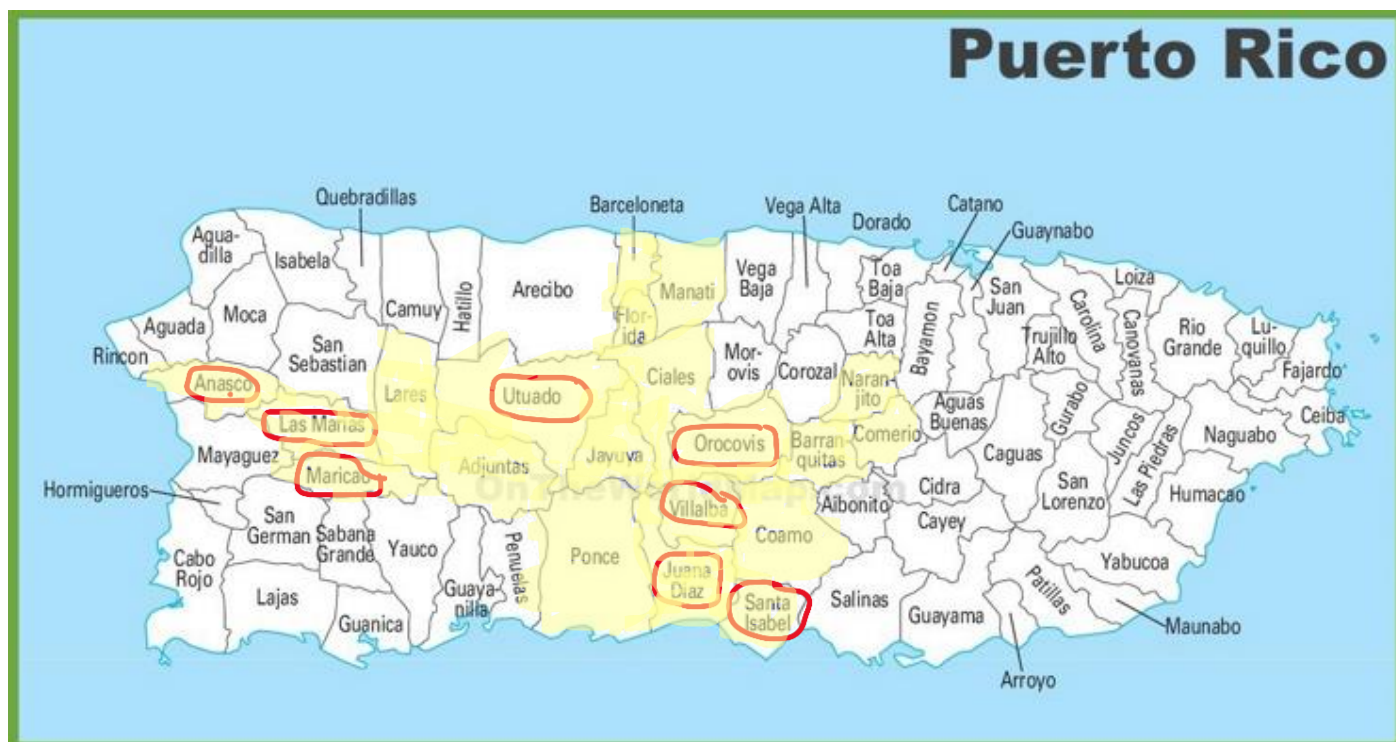 Puerto Rico
Quebradillas
Barceloneta
Vega Alta
Dorado
Catano
Guaynabo
Agua-
dilla
Isabela
Camuy
Hatillo
Arecibo
Manati
Vega
Baja
Toa
Baja
San
Juan
Loiza
Moca
Aguada
Rincon
San
Sebastian
Flor-
ida
Mor-
ovis
Corozal
Toa
Alta
Bayamon
Trujillo
Alto
Carolina
Canovanas
Rio
Grande
Lu-
quillo
Fajardo
Ceiba
Anasco
Lares
Utuado
Ciales
Naran-
jito
Aguas
Buenas
Gurabo
Juncos
Las Piedras
Naguabo
Las Marias
Mayaguez
Maricao
Adjuntas
Jayuya
Orocovis
Barran-
quitas
Comerio
Caguas
San
Lorenzo
Humacao
Hormigueros
OnTheWorldMap.com
Villalba
Coamo
Aibonito
Cidra
Cayey
San
German
Sabana
Grande
Yauco
Cabo
Rojo
Lajas
Guanica
Guaya-
nilla
Penuelas
Ponce
Juana
Diaz
Santa
Isabel
Salinas
Guayama
Patillas
Yabucoa
Maunabo
Arroyo